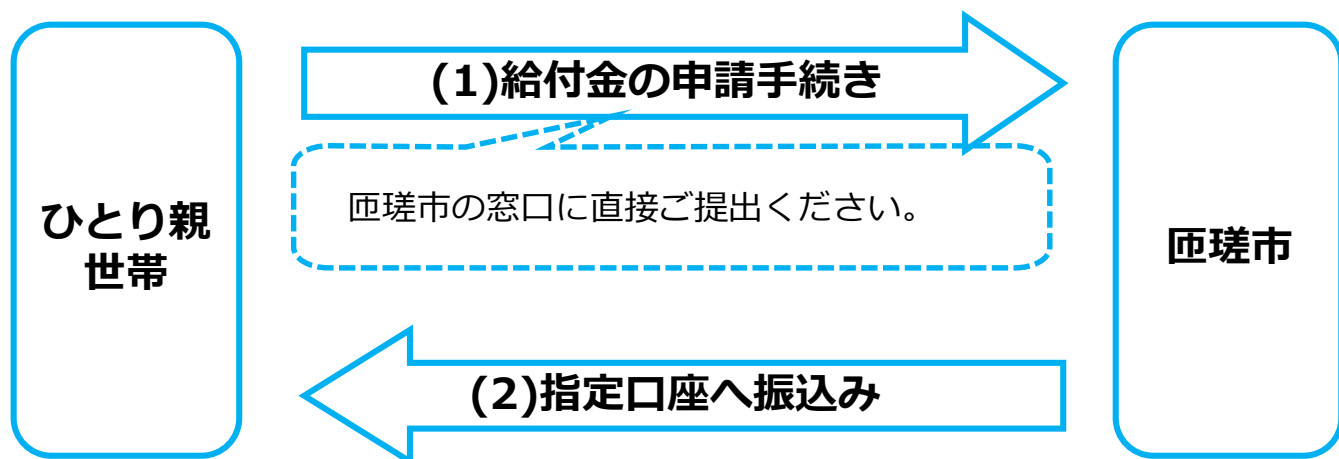 (1)給付金の申請手続き
匝瑳市の窓口に直接ご提出ください。
ひとり親
世帯
匝瑳市
(2)指定口座へ振込み